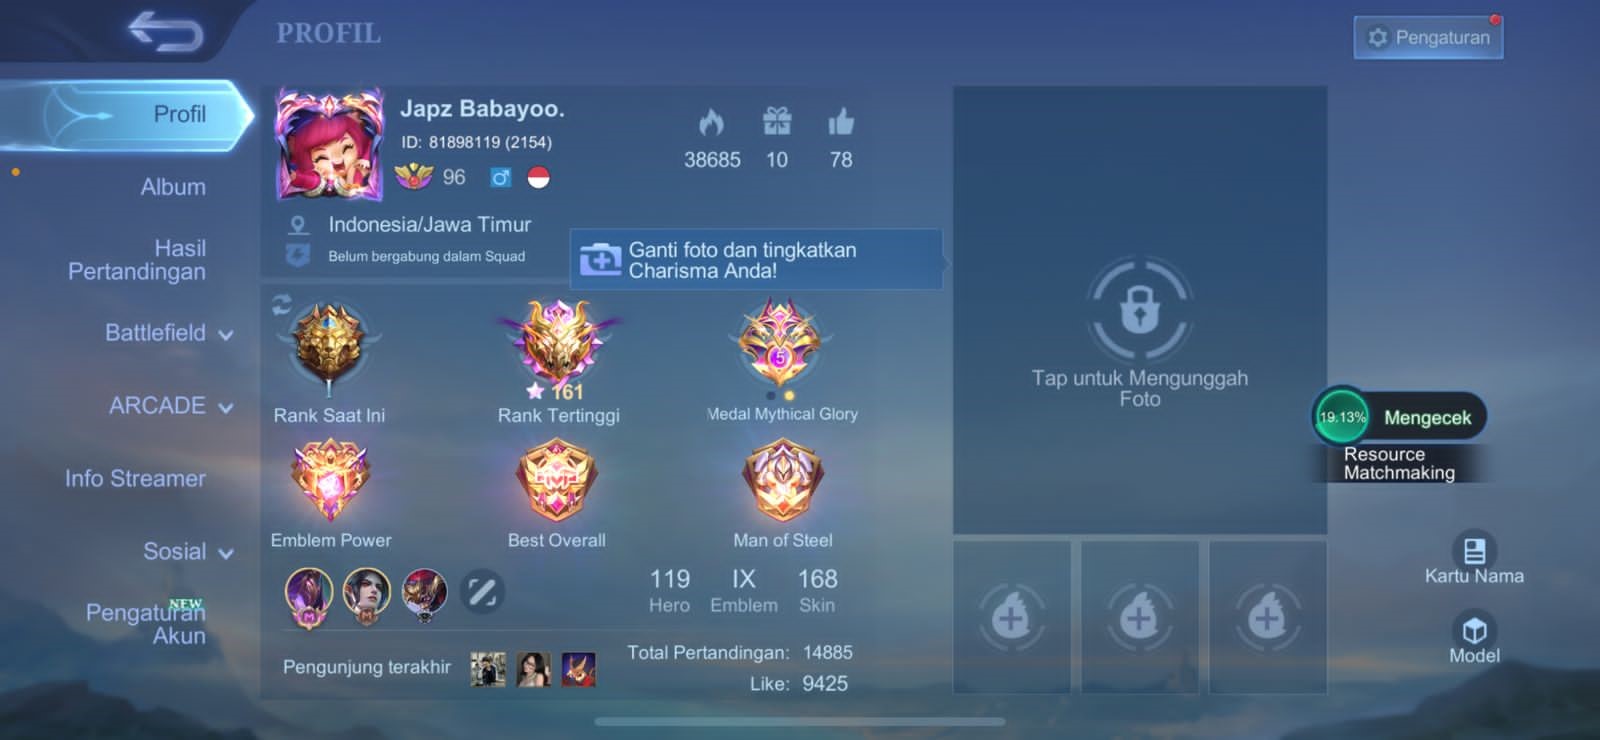 PROFIL
Pengaturan
Profil
Album
Hasil
Pertandingan
Battlefield
ARCADE
Info Streamer
Sosial
NEW
Pengaturan
Akun
Japz Babayoo.
ID: 81898119 (2154)
96
38685
10
78
Indonesia/Jawa Timur
Belum bergabung dalam Squad
Ganti foto dan tingkatkan
Charisma Anda!
I
161
5
Rank Saat Ini
Rank Tertinggi
Medal Mythical Glory
Emblem Power
Best Overall
Man of Steel
119
IX
168
Hero
Emblem
Skin
Pengunjung terakhir
Total Pertandingan: 14885
Like: 9425
Tap untuk Mengunggah
Foto
19.13%
Mengecek
Resource
Matchmaking
Kartu Nama
Model